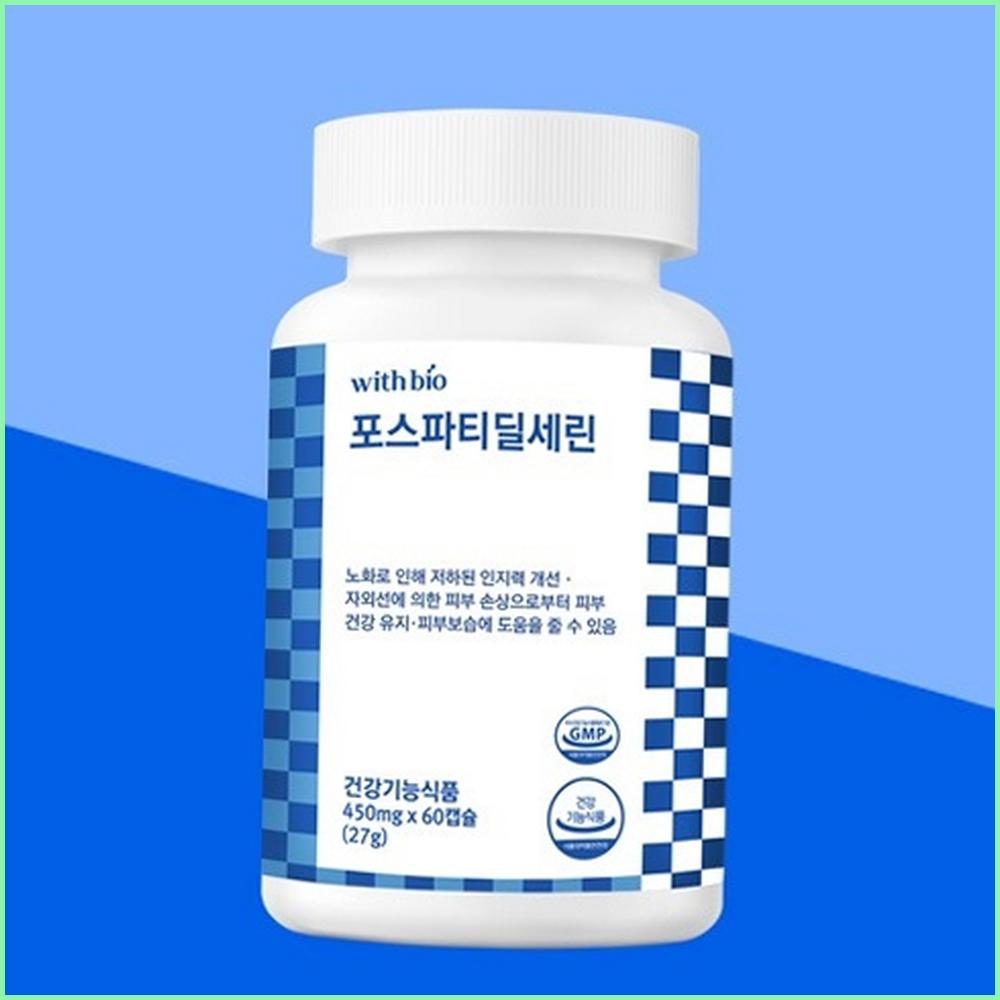 with bio
포스파티딜세린
노화로 인해 저하된 인지력 개선 ·
자외선에 의한 피부 손상으로부터 피부
건강 유지·피부보습에 도움을 줄 수 있음
GMP
건강기능식품
450mg x 60캡슐
(27g)
건강
기능식품